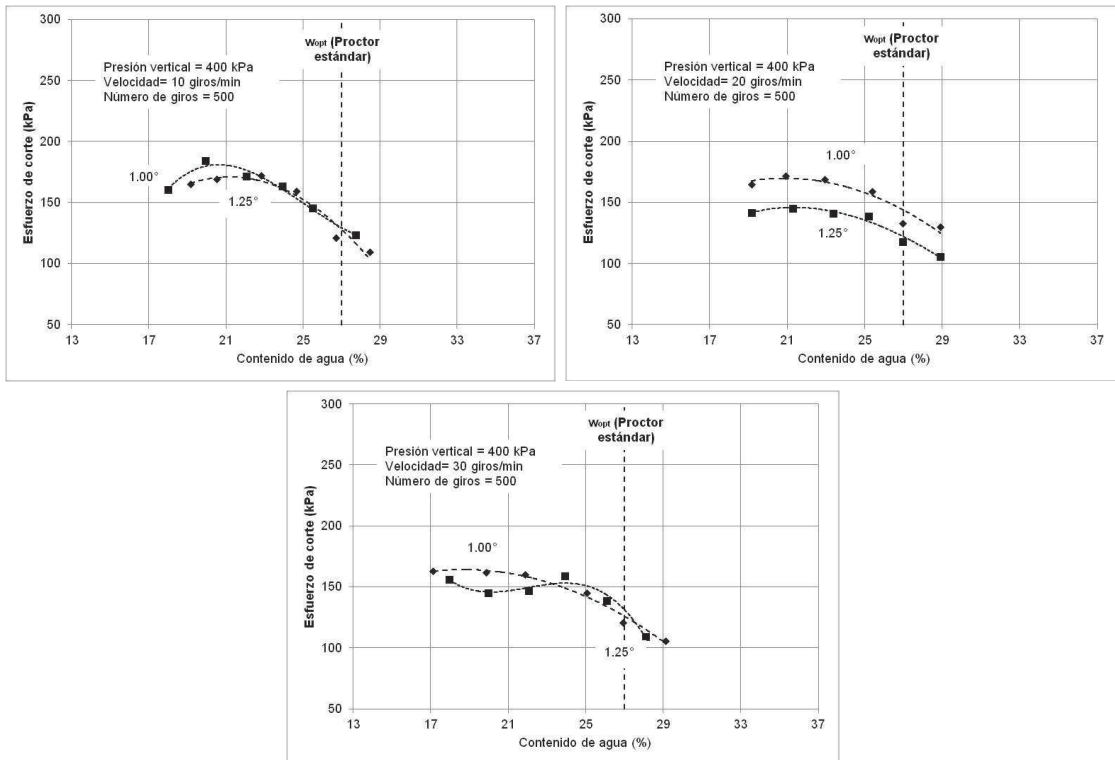 300
250
200
150
100
50
13
17
21
25
29
33
37
Esfuerzo de corte (kPa)
Contenido de agua (%)
Wopt (Proctor
estándar)
Presión vertical = 400 kPa
Velocidad= 10 giros/min
Número de giros = 500
1.00°
1.25°
300
250
200
150
100
50
13
17
21
25
29
33
37
Esfuerzo de corte (kPa)
Contenido de agua (%)
Wopt (Proctor
estándar)
Presión vertical = 400 kPa
Velocidad= 20 giros/min
Número de giros = 500
1.00°
1.25°
300
250
200
150
100
50
13
17
21
25
29
33
37
Esfuerzo de corte (kPa)
Contenido de agua (%)
Wopt (Proctor
estándar)
Presión vertical = 400 kPa
Velocidad= 30 giros/min
Número de giros = 500
1.00°
1.25°